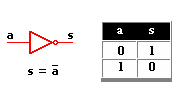 a s
s = a̅
a s
0 1
1 0